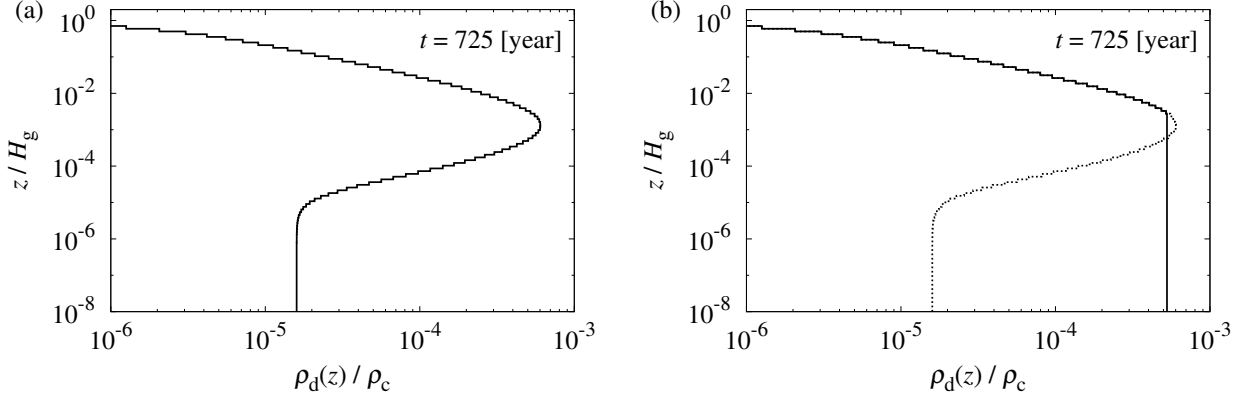 (a)
t = 725 [year]
10^0
10^-2
10^-4
10^-6
10^-8
z / H_g
10^-6 10^-5 10^-4 10^-3
ρ_d(z) / ρ_c
(b)
t = 725 [year]
10^0
10^-2
10^-4
10^-6
10^-8
z / H_g
10^-6 10^-5 10^-4 10^-3
ρ_d(z) / ρ_c